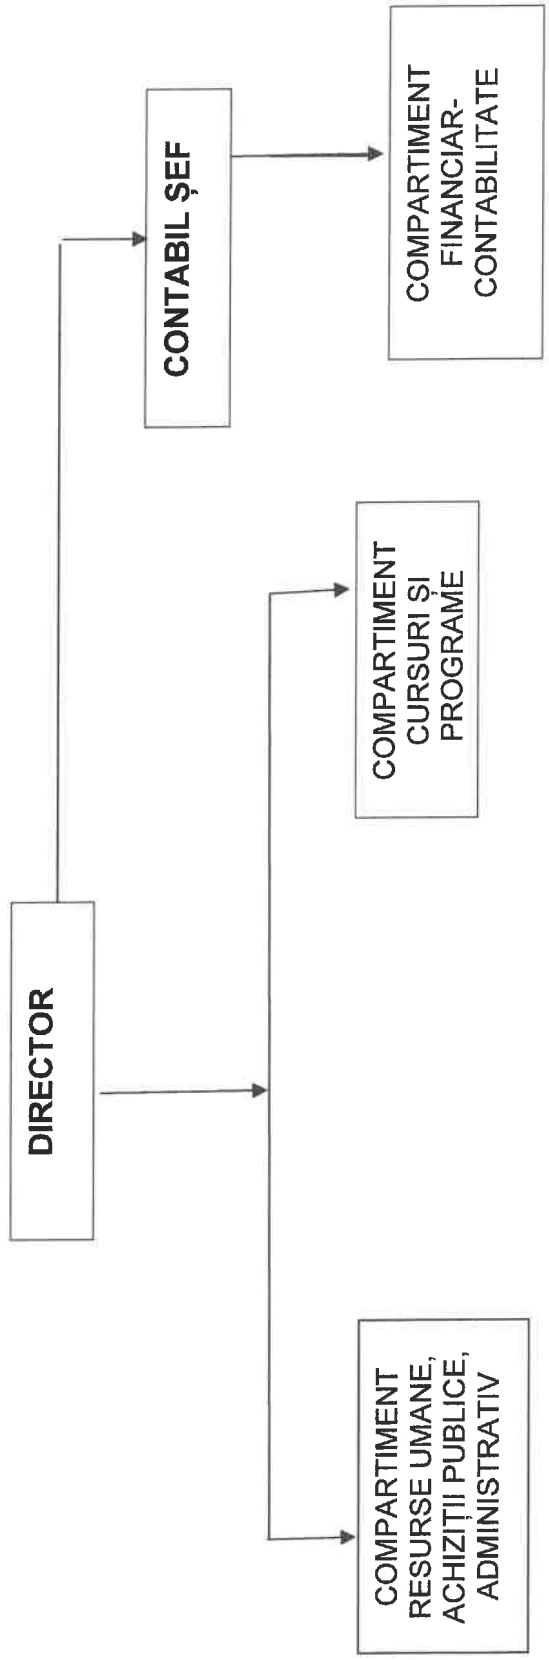 DIRECTOR
CONTABIL ȘEF
COMPARTIMENT
RESURSE UMANE,
ACHIZIȚII PUBLICE,
ADMINISTRATIV
COMPARTIMENT
CURSURI ȘI
PROGRAME
COMPARTIMENT
FINANCIAR-
CONTABILITATE